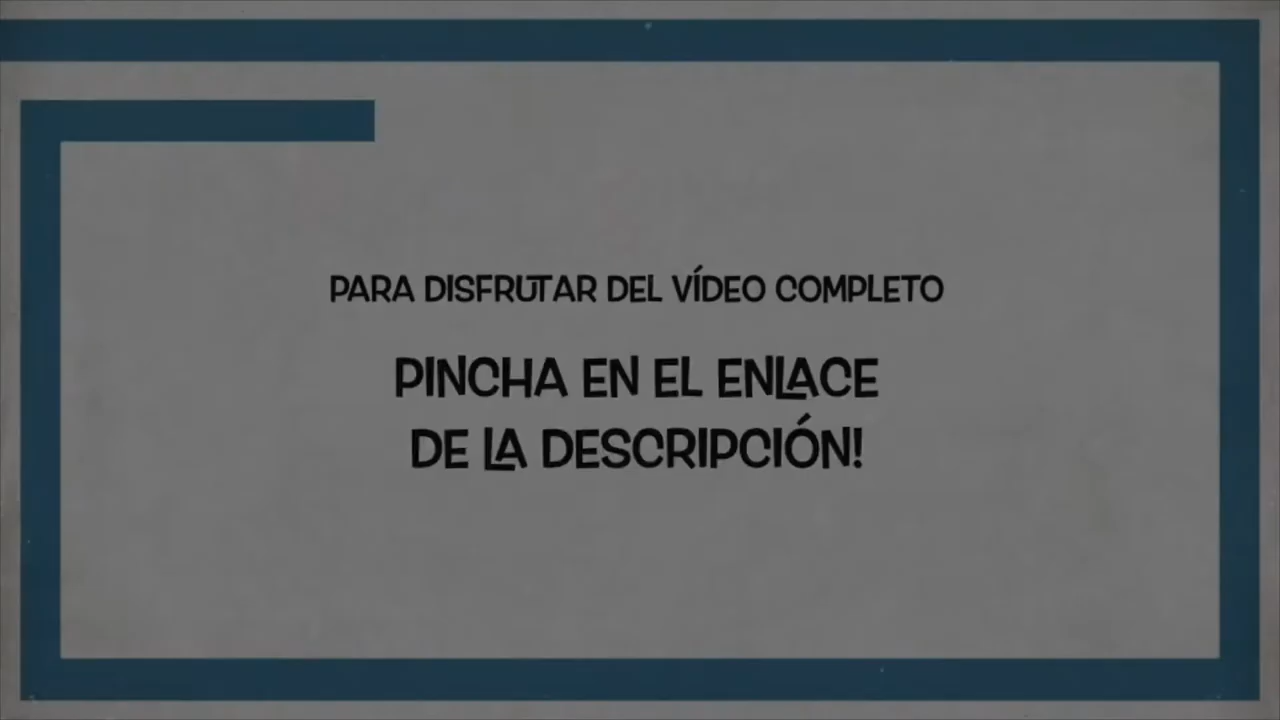 PARA DISFRUTAR DEL VÍDEO COMPLETO
PINCHA EN EL ENLACE
DE LA DESCRIPCIÓN!